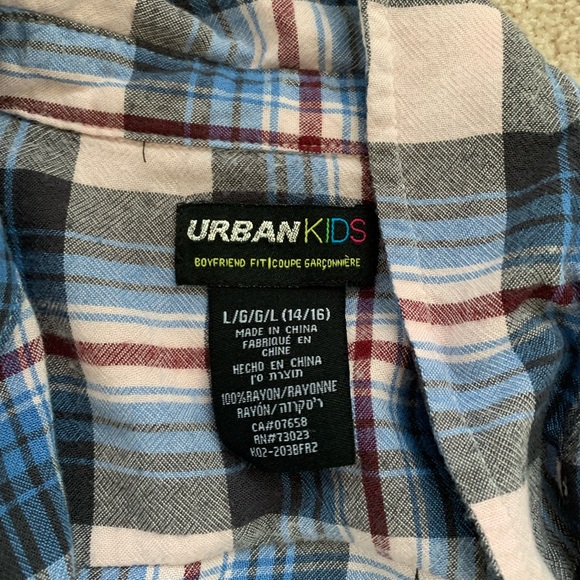 URBANKIDS
BOYFRIEND FIT|COUPE GARÇONNIÈRE
L/G/G/L (14/16)
MADE IN CHINA
FABRIQUÉ EN
CHINE
HECHO EN CHINA
תוצרת סין
100%RAYON/RAYONNE
RAYÓN/ריסקוזה
CA#07658
RN#73023
K02-203BFR2